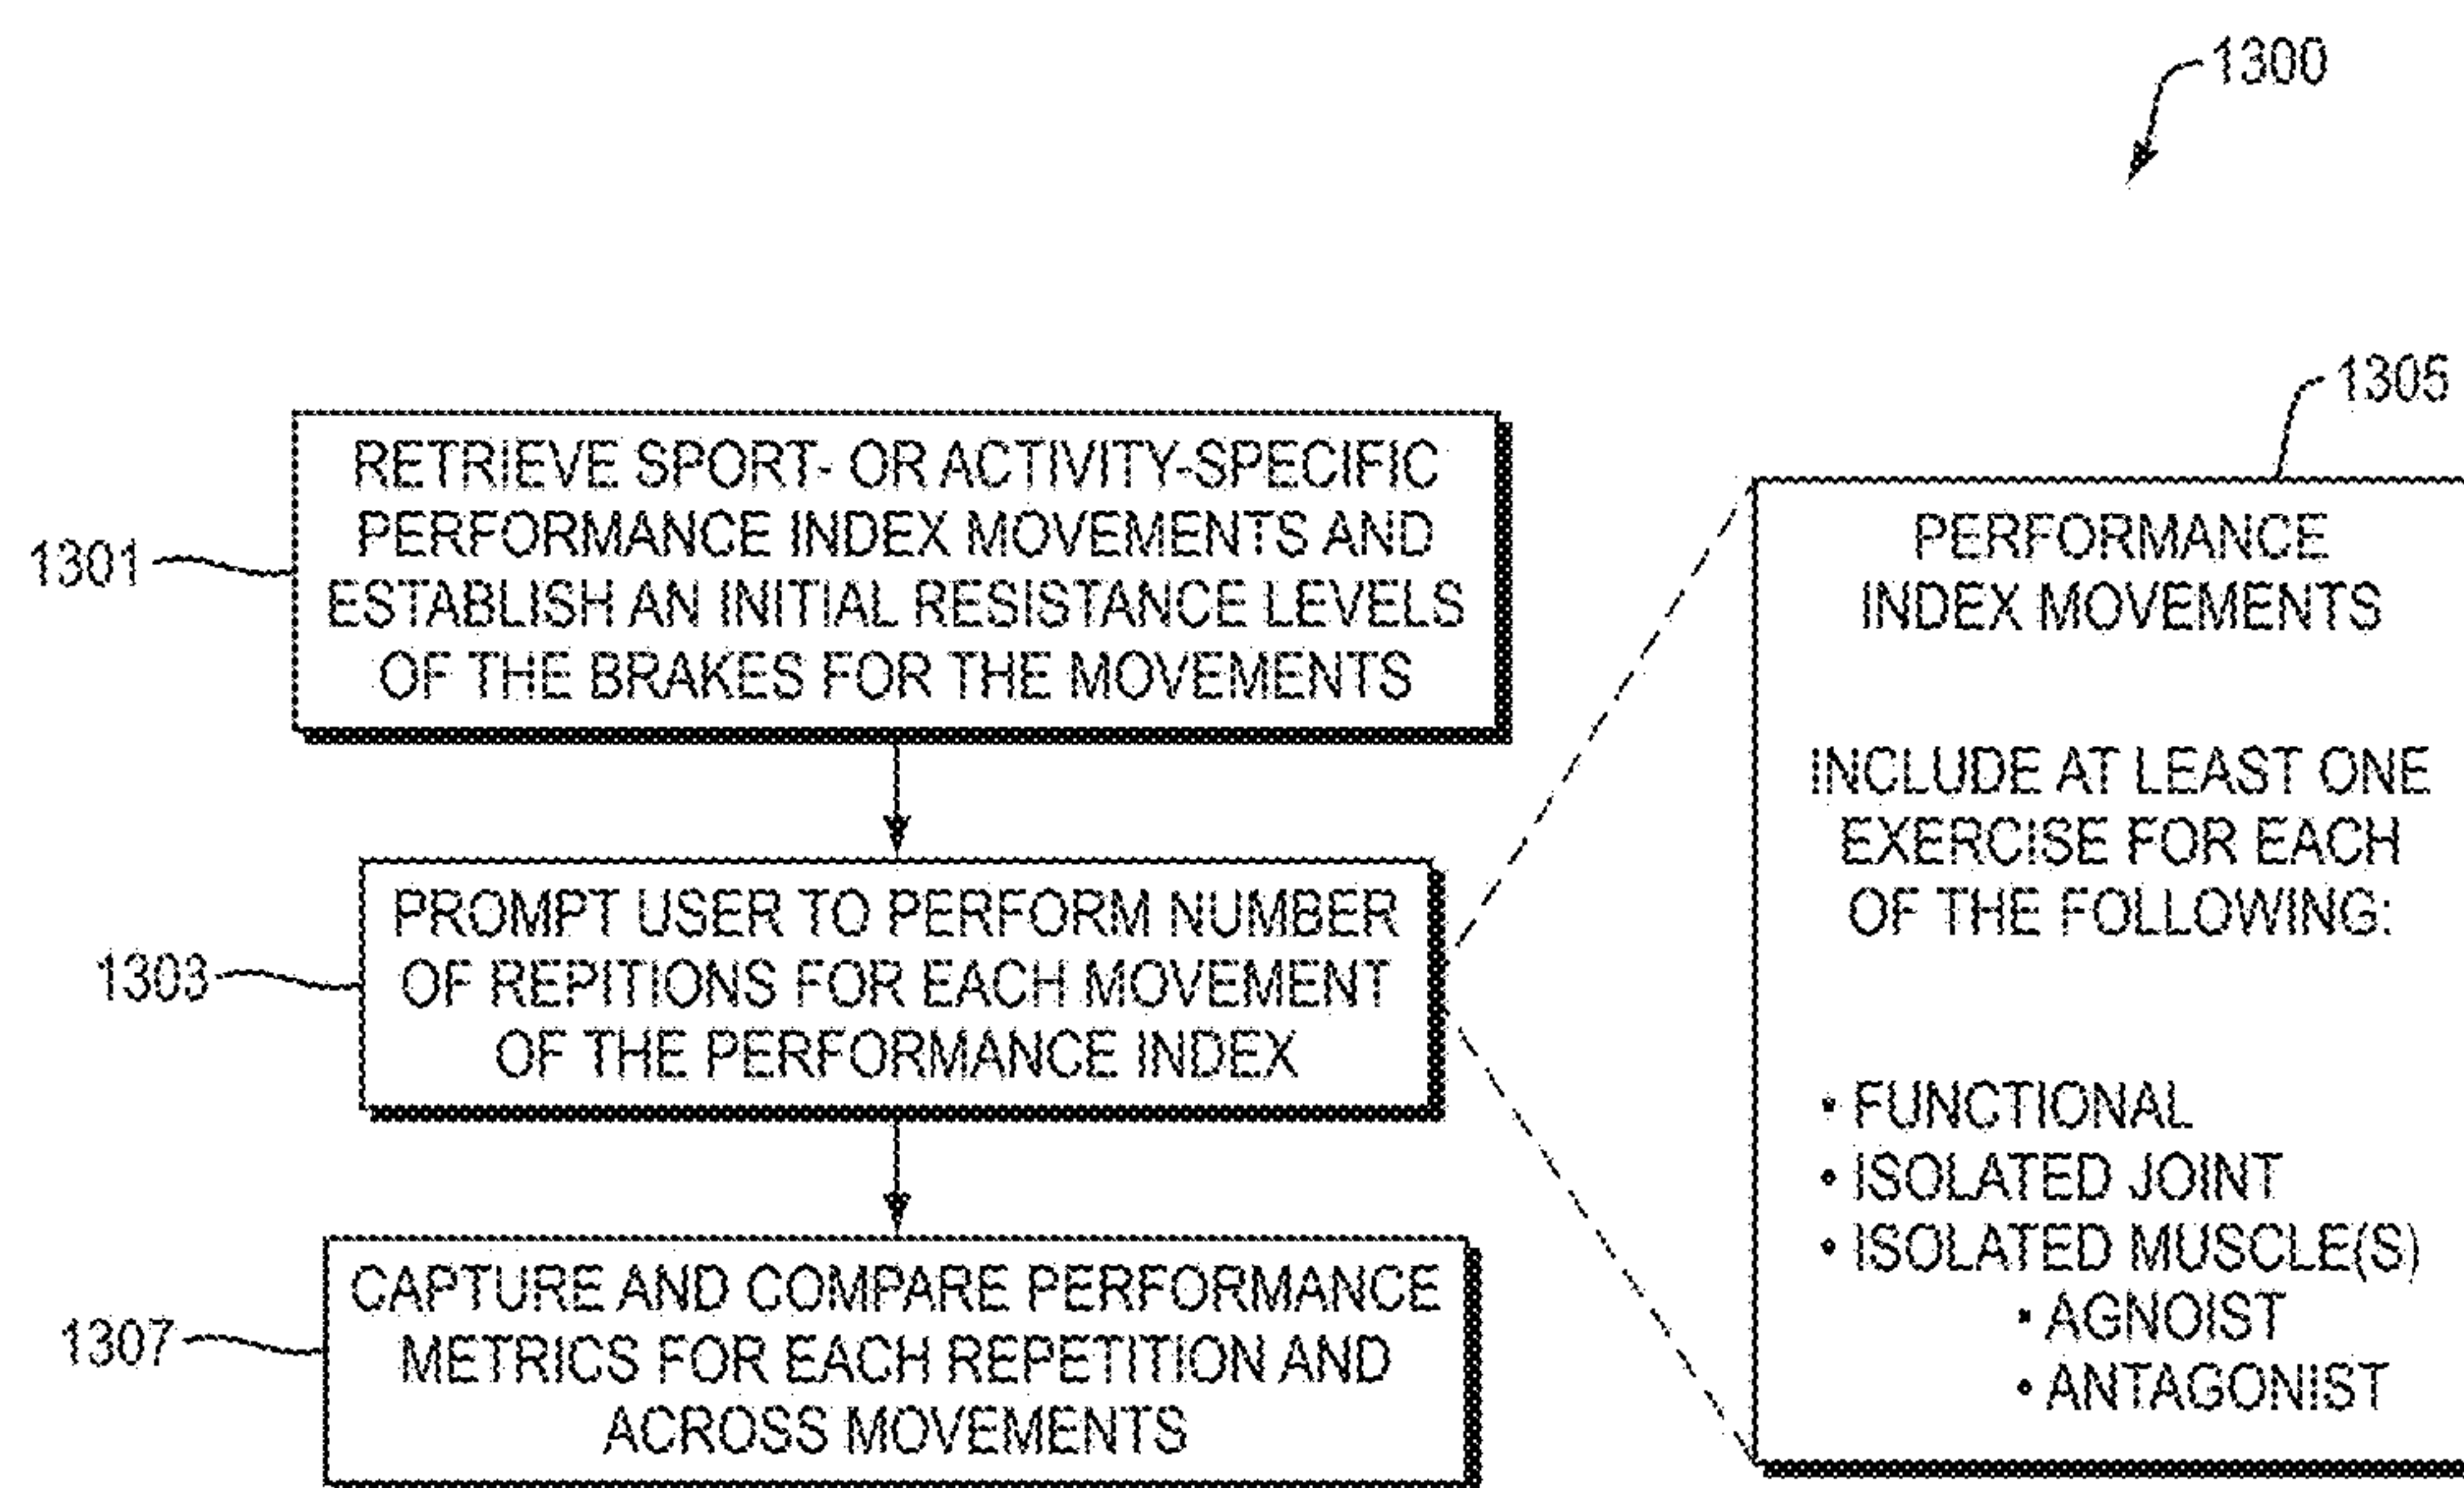 1300
1301
RETRIEVE SPORT- OR ACTIVITY-SPECIFIC
PERFORMANCE INDEX MOVEMENTS AND
ESTABLISH AN INITIAL RESISTANCE LEVELS
OF THE BRAKES FOR THE MOVEMENTS
1303
PROMPT USER TO PERFORM NUMBER
OF REPITIONS FOR EACH MOVEMENT
OF THE PERFORMANCE INDEX
1305
PERFORMANCE
INDEX MOVEMENTS
INCLUDE AT LEAST ONE
EXERCISE FOR EACH
OF THE FOLLOWING:
• FUNCTIONAL
• ISOLATED JOINT
• ISOLATED MUSCLE(S)
• AGNOIST
• ANTAGONIST
1307
CAPTURE AND COMPARE PERFORMANCE
METRICS FOR EACH REPETITION AND
ACROSS MOVEMENTS